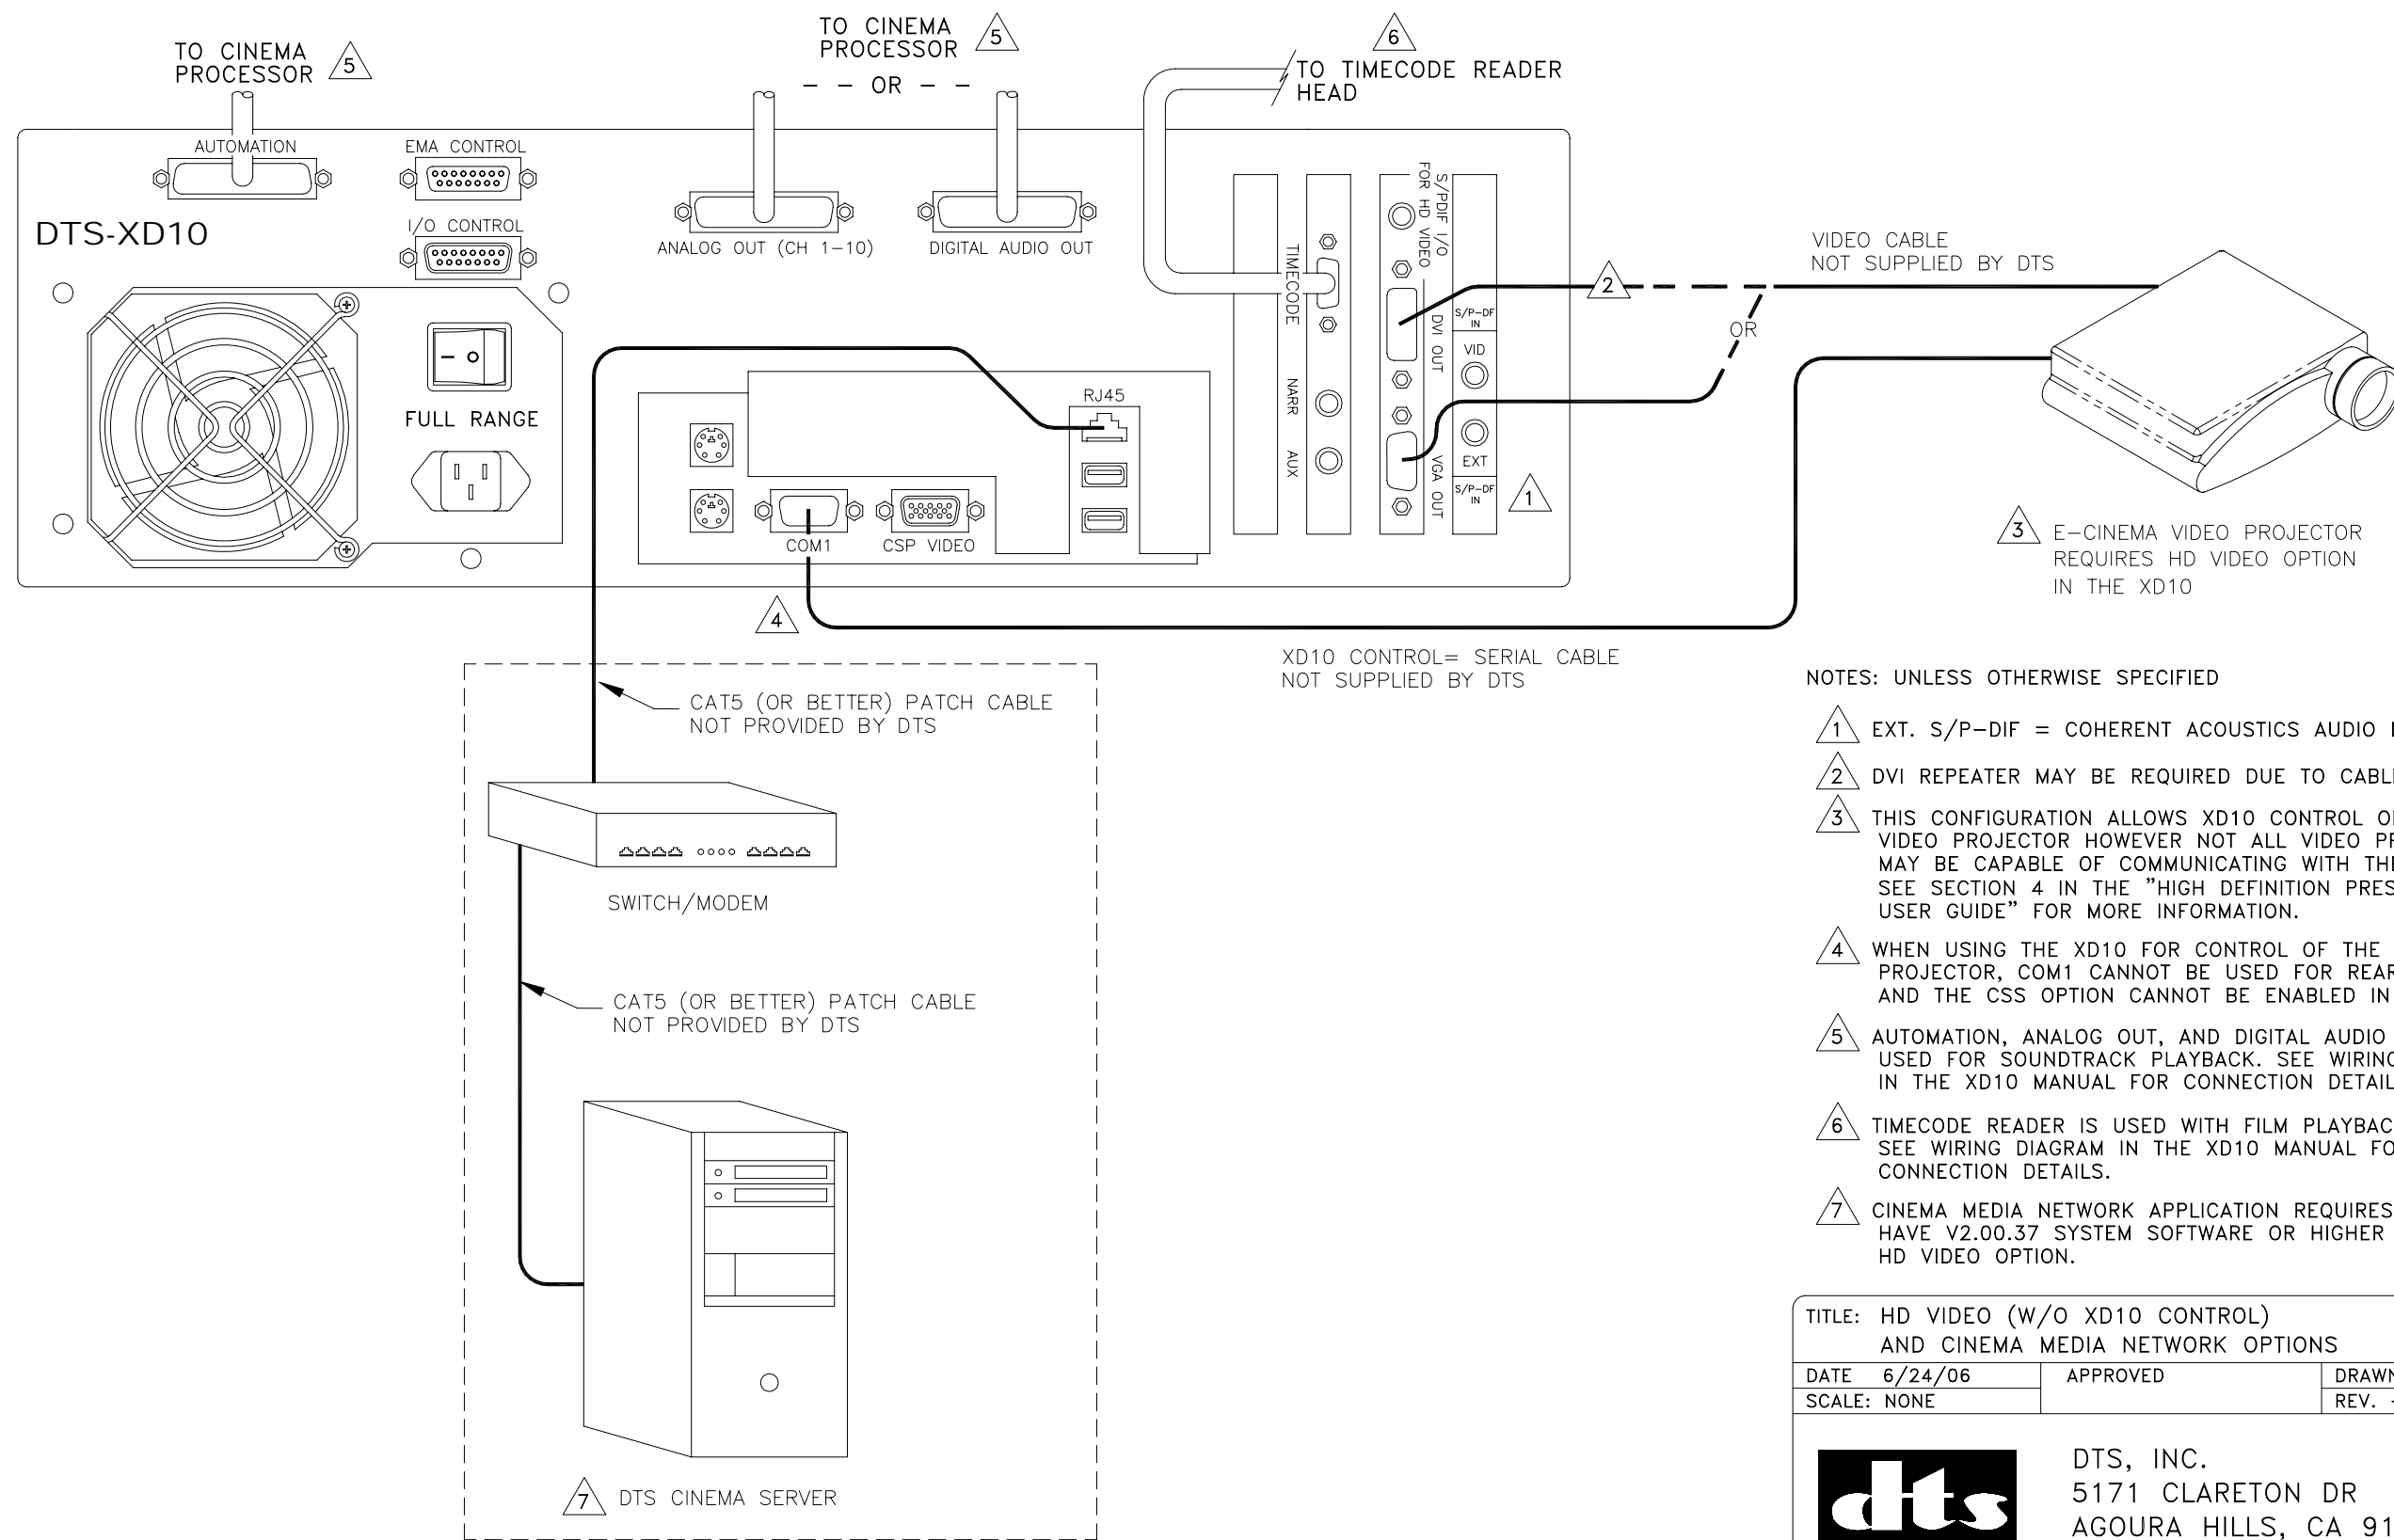 TO CINEMA
PROCESSOR 5
TO CINEMA
PROCESSOR 5
– – OR – –
6
TO TIMECODE READER
HEAD
AUTOMATION
EMA CONTROL
I/O CONTROL
DTS-XD10
ANALOG OUT (CH 1-10)
DIGITAL AUDIO OUT
FULL RANGE
TIMECODE
NARR
AUX
S/PDIF I/O
FOR HD VIDEO
DVI OUT
VGA OUT
S/P-DF
IN
VID
EXT
S/P-DF
IN
1
2
OR
VIDEO CABLE
NOT SUPPLIED BY DTS
RJ45
COM1
CSP VIDEO
4
3 E-CINEMA VIDEO PROJECTOR
REQUIRES HD VIDEO OPTION
IN THE XD10
XD10 CONTROL= SERIAL CABLE
NOT SUPPLIED BY DTS
CAT5 (OR BETTER) PATCH CABLE
NOT PROVIDED BY DTS
SWITCH/MODEM
CAT5 (OR BETTER) PATCH CABLE
NOT PROVIDED BY DTS
7 DTS CINEMA SERVER
NOTES: UNLESS OTHERWISE SPECIFIED
1 EXT. S/P-DIF = COHERENT ACOUSTICS AUDIO
2 DVI REPEATER MAY BE REQUIRED DUE TO
3 THIS CONFIGURATION ALLOWS XD10 CONTROL
VIDEO PROJECTOR HOWEVER NOT ALL VIDEO
MAY BE CAPABLE OF COMMUNICATING WITH
SEE SECTION 4 IN THE "HIGH DEFINITION
USER GUIDE" FOR MORE INFORMATION.
4 WHEN USING THE XD10 FOR CONTROL OF THE
PROJECTOR, COM1 CANNOT BE USED FOR
AND THE CSS OPTION CANNOT BE ENABLED IN
5 AUTOMATION, ANALOG OUT, AND DIGITAL AUDIO
USED FOR SOUNDTRACK PLAYBACK. SEE
IN THE XD10 MANUAL FOR CONNECTION
6 TIMECODE READER IS USED WITH FILM
SEE WIRING DIAGRAM IN THE XD10 MANUAL
CONNECTION DETAILS.
7 CINEMA MEDIA NETWORK APPLICATION REQUIRES
HAVE V2.00.37 SYSTEM SOFTWARE OR HIGHER
HD VIDEO OPTION.
TITLE: HD VIDEO (W/O XD10 CONTROL)
AND CINEMA MEDIA NETWORK OPTIONS
DATE 6/24/06 APPROVED DRAWN
SCALE: NONE REV.
dts
DTS, INC.
5171 CLARETON DR
AGOURA HILLS, CA